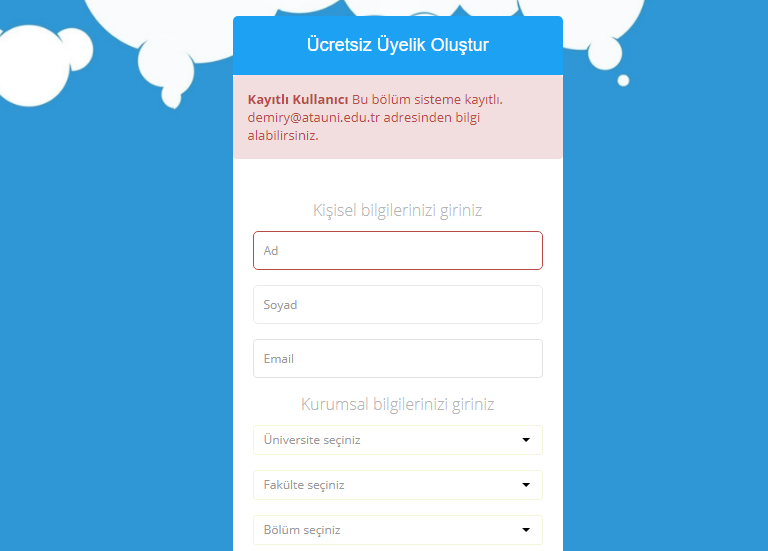 Ücretsiz Üyelik Oluştur
Kayıtlı Kullanıcı Bu bölüm sisteme kayıtlı.
demiry@atauni.edu.tr adresinden bilgi
alabilirsiniz.
Kişisel bilgilerinizi giriniz
Ad
Soyad
Email
Kurumsal bilgilerinizi giriniz
Üniversite seçiniz
Fakülte seçiniz
Bölüm seçiniz